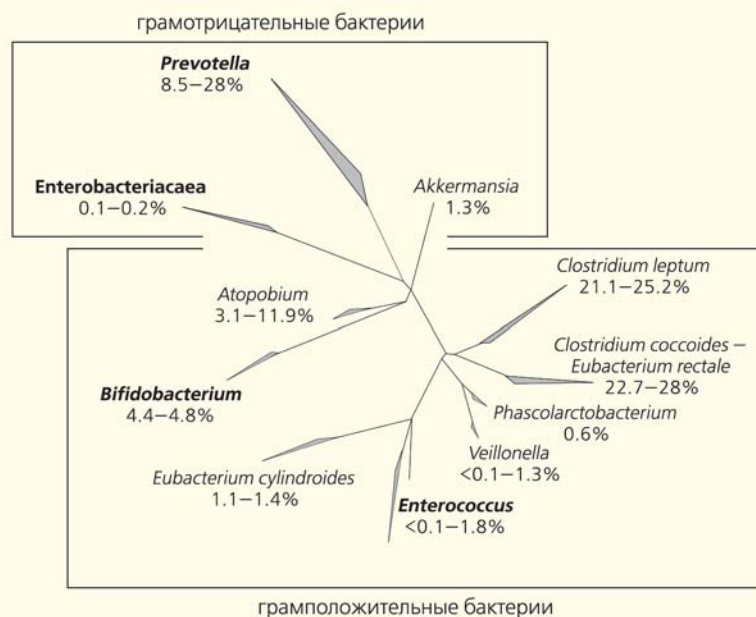 грамотрицательные бактерии
Prevotella
8.5–28%
Enterobacteriacaea
0.1–0.2%
Akkermansia
1.3%
Clostridium leptum
21.1–25.2%
Atopobium
3.1–11.9%
Clostridium coccoides –
Eubacterium rectale
22.7–28%
Bifidobacterium
4.4–4.8%
Phascolarctobacterium
0.6%
Veillonella
<0.1–1.3%
Eubacterium cylindroides
1.1–1.4%
Enterococcus
<0.1–1.8%
грамположительные бактерии